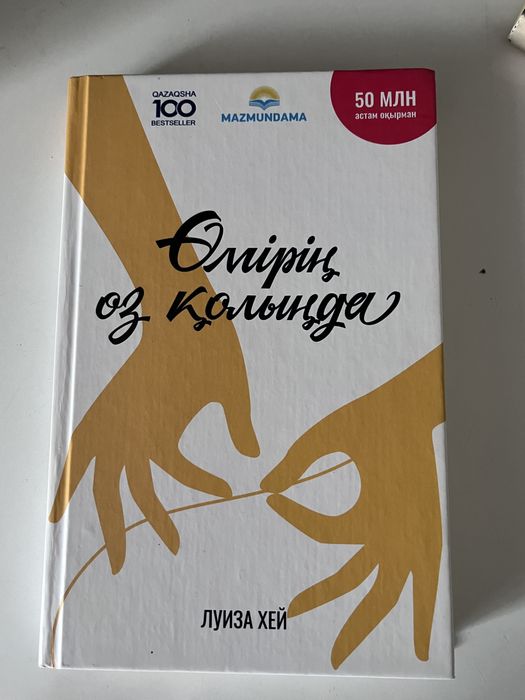 QAZAQSHA
100
BESTSELLER
MAZMUNDAMA
50 МЛН
астам оқырман
Өмірің
өз қолыңда
ЛУИЗА ХЕЙ